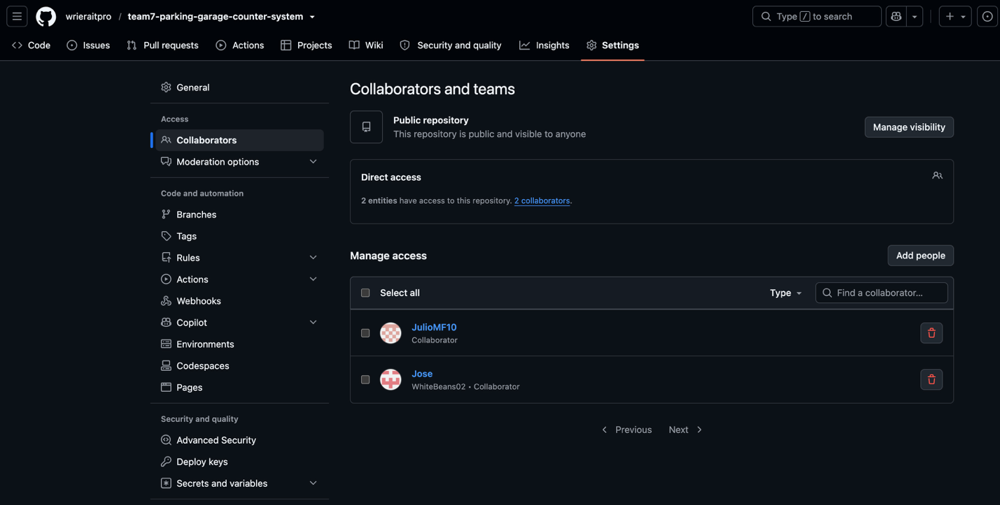 wrieraitpro / team7-parking-garage-counter-system
Type / to search
Code Issues Pull requests Actions Projects Wiki Security and quality Insights Settings
General
Access
Collaborators
Moderation options
Code and automation
Branches
Tags
Rules
Actions
Webhooks
Copilot
Environments
Codespaces
Pages
Security and quality
Advanced Security
Deploy keys
Secrets and variables
Collaborators and teams
Public repository
This repository is public and visible to anyone
Manage visibility
Direct access
2 entities have access to this repository. 2 collaborators.
Manage access
Add people
Select all
Type
Find a collaborator...
JulioMF10
Collaborator
Jose
WhiteBeans02 • Collaborator
Previous Next